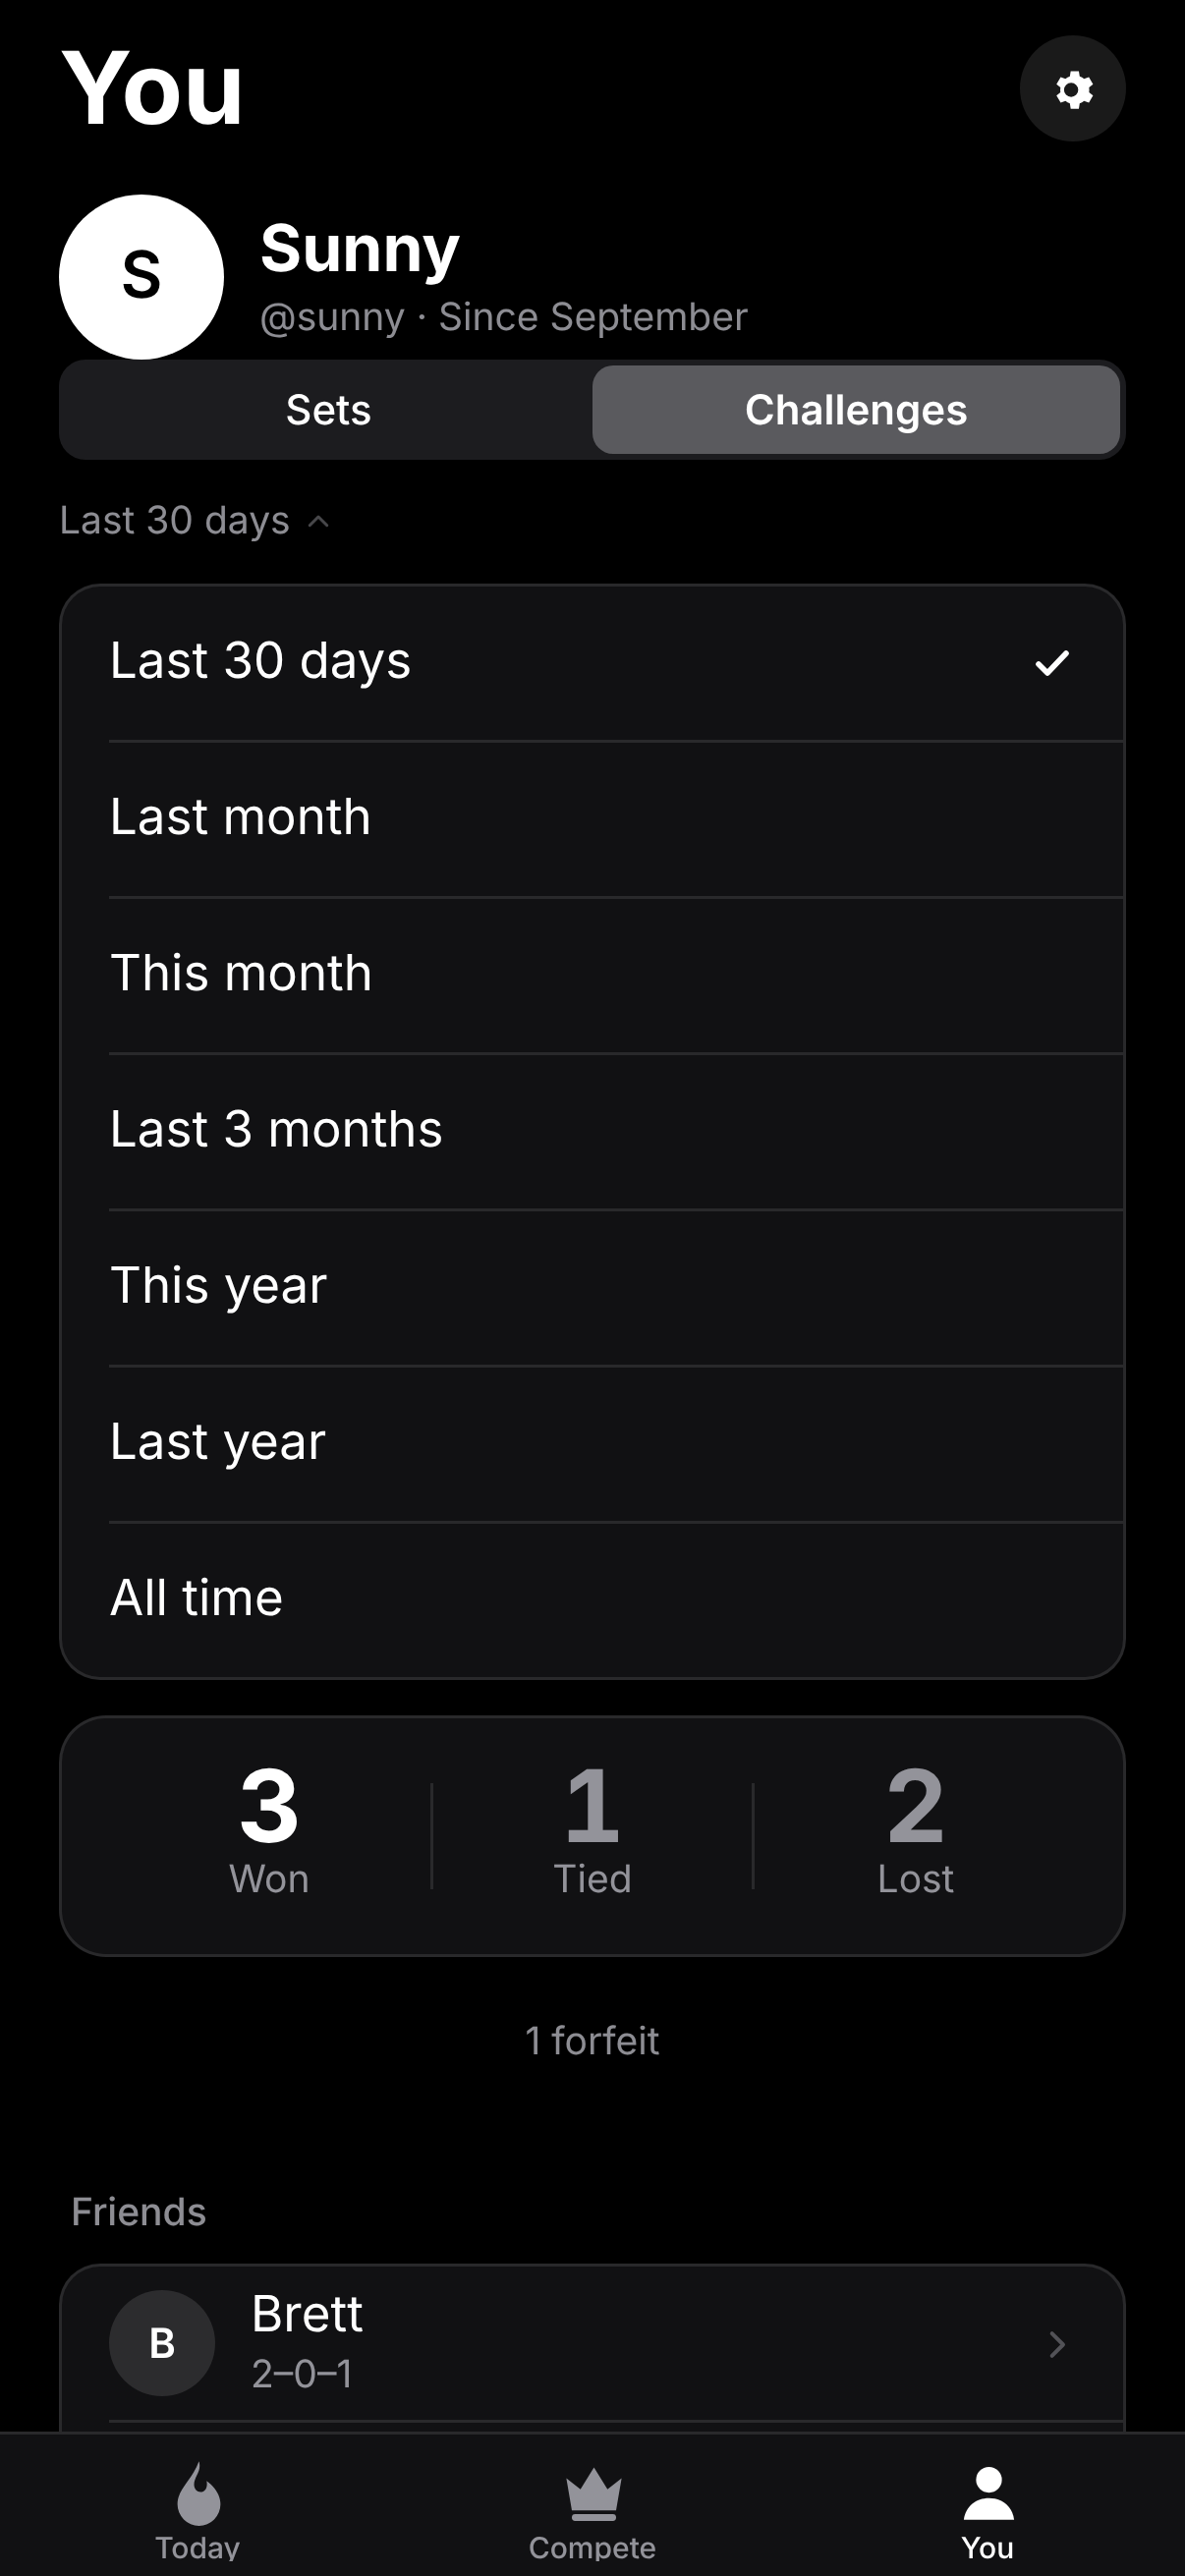 You
S
Sunny
@sunny · Since September
Sets
Challenges
Last 30 days
Last 30 days
Last month
This month
Last 3 months
This year
Last year
All time
3
Won
1
Tied
2
Lost
1 forfeit
Friends
B
Brett
2–0–1
Today
Compete
You